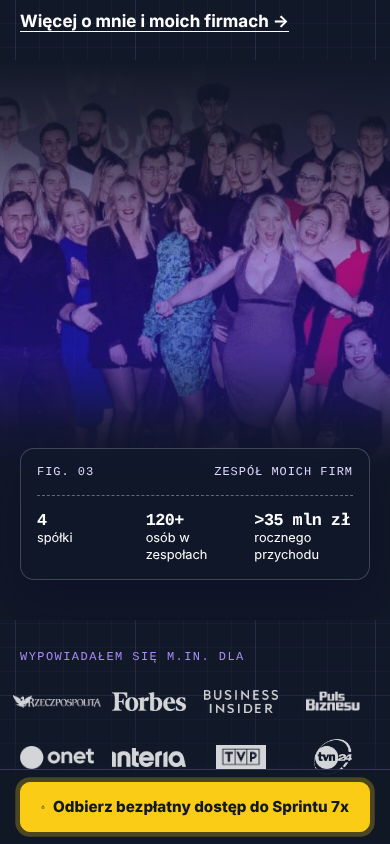 Więcej o mnie i moich firmach →
FIG. 03 ZESPÓŁ MOICH FIRM
4 120+ >35 mln zł
spółki osób w rocznego
zespołach przychodu
WYPOWIADAŁEM SIĘ M.IN. DLA
RZECZPOSPOLITA Forbes BUSINESS INSIDER Puls Biznesu
onet interia TVP tvn24
Odbierz bezpłatny dostęp do Sprintu 7x